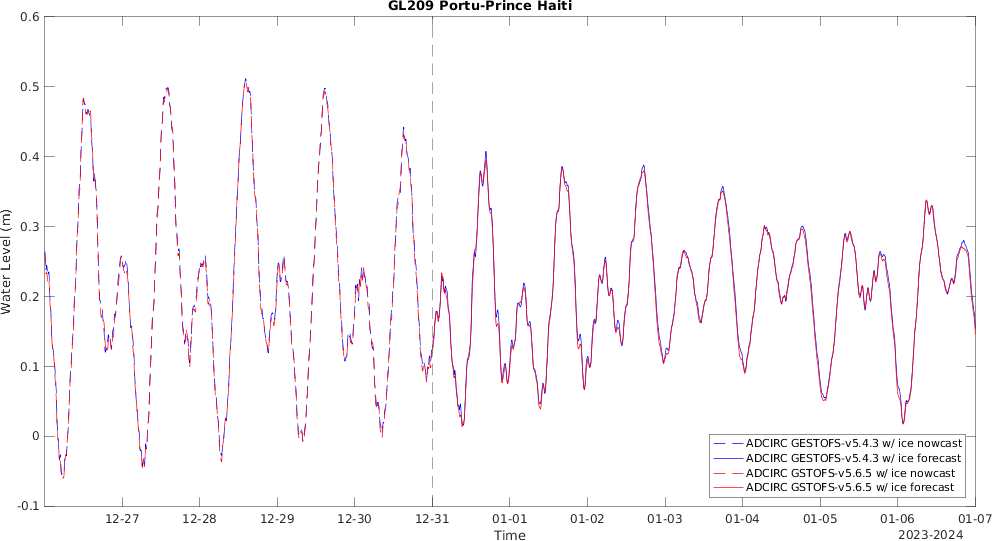 GL209 Portu-Prince Haiti
0.6
0.5
0.4
0.3
0.2
0.1
0
-0.1
Water Level (m)
ADCIRC GESTOFS-v5.4.3 w/ ice nowcast
ADCIRC GESTOFS-v5.4.3 w/ ice forecast
ADCIRC GSTOFS-v5.6.5 w/ ice nowcast
ADCIRC GSTOFS-v5.6.5 w/ ice forecast
12-27 12-28 12-29 12-30 12-31 01-01 01-02 01-03 01-04 01-05 01-06 01-07
Time
2023-2024